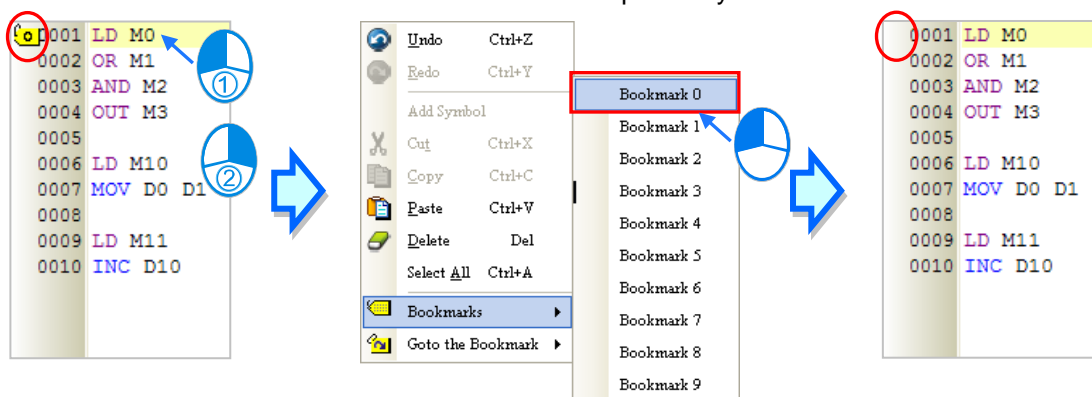 0001 LD M0
0002 OR M1
0003 AND M2
0004 OUT M3
0005
0006 LD M10
0007 MOV D0 D1
0008
0009 LD M11
0010 INC D10
①
②
Undo Ctrl+Z
Redo Ctrl+Y
Add Symbol
Cut Ctrl+X
Copy Ctrl+C
Paste Ctrl+V
Delete Del
Select All Ctrl+A
Bookmarks
Goto the Bookmark
Bookmark 0
Bookmark 1
Bookmark 2
Bookmark 3
Bookmark 4
Bookmark 5
Bookmark 6
Bookmark 7
Bookmark 8
Bookmark 9
0001 LD M0
0002 OR M1
0003 AND M2
0004 OUT M3
0005
0006 LD M10
0007 MOV D0 D1
0008
0009 LD M11
0010 INC D10